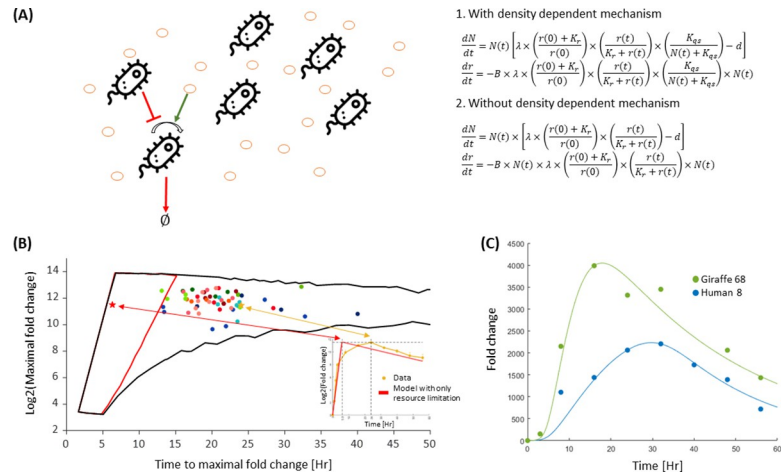 (A)
∅
1. With density dependent mechanism
dN/dt = N(t) [λ × ((r(0) + K_r)/r(0)) × (r(t)/(K_r + r(t))) × (K_qs/(N(t) + K_qs)) − d]
dr/dt = −B × λ × ((r(0) + K_r)/r(0)) × (r(t)/(K_r + r(t))) × (K_qs/(N(t) + K_qs)) × N(t)
2. Without density dependent mechanism
dN/dt = N(t) × [λ × ((r(0) + K_r)/r(0)) × (r(t)/(K_r + r(t))) − d]
dr/dt = −B × N(t) × λ × ((r(0) + K_r)/r(0)) × (r(t)/(K_r + r(t))) × N(t)
(B)
Log2(Maximal fold change)
14
12
10
8
6
4
2
0 5 10 15 20 25 30 35 40 45 50
Time to maximal fold change [Hr]
Log2(Fold change)
Time [Hr]
Data
Model with only
resource limitation
(C)
Fold change
4500
4000
3500
3000
2500
2000
1500
1000
500
0
0 10 20 30 40 50 60
Time [Hr]
Giraffe 68
Human 8